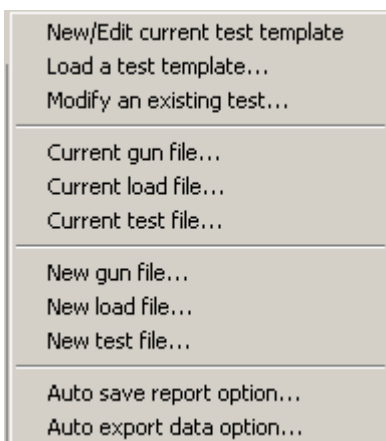 New/Edit current test template
Load a test template...
Modify an existing test...
Current gun file...
Current load file...
Current test file...
New gun file...
New load file...
New test file...
Auto save report option...
Auto export data option...